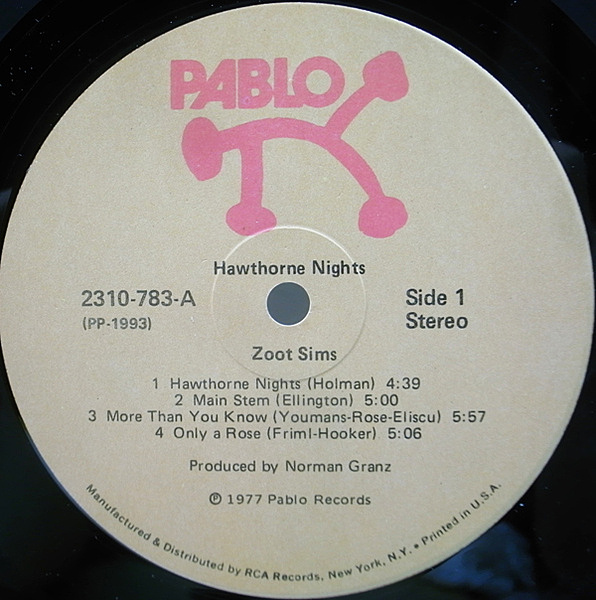 PABLO
Hawthorne Nights
2310-783-A
(PP-1993)
Side 1
Stereo
Zoot Sims
1 Hawthorne Nights (Holman) 4:39
2 Main Stem (Ellington) 5:00
3 More Than You Know (Youmans-Rose-Eliscu) 5:57
4 Only a Rose (Friml-Hooker) 5:06
Produced by Norman Granz
℗ 1977 Pablo Records
Manufactured & Distributed by RCA Records, New York, N.Y. • Printed in U.S.A.